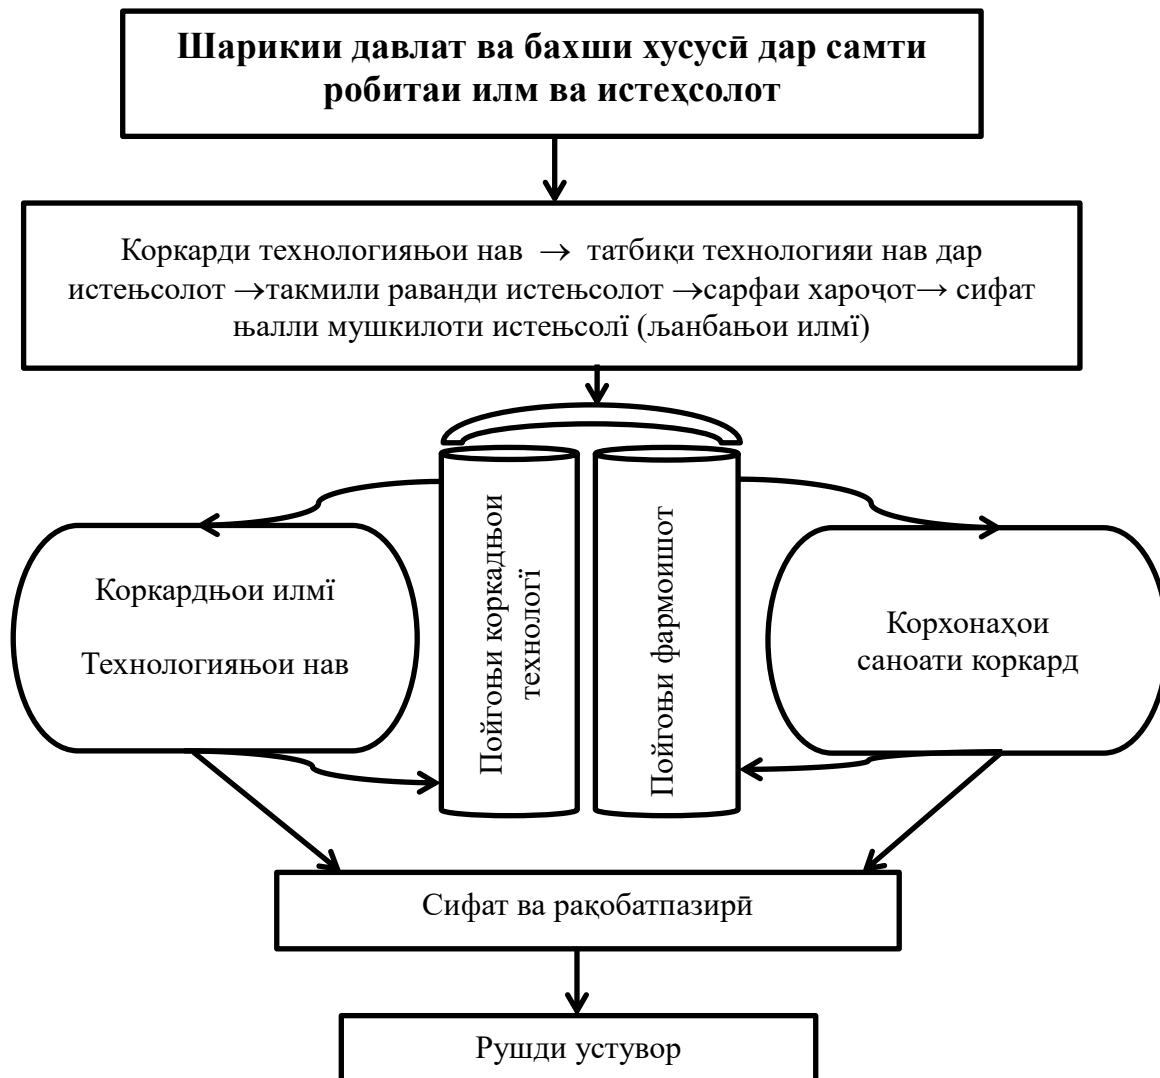 Шарикии давлат ва бахши хусусӣ дар самти
робитаи илм ва истеҳсолот
Коркарди технологияњои нав → татбиқи технологияи нав дар
истењсолот →такмили раванди истењсолот →сарфаи хароҷот→ сифат
њалли мушкилоти истењсолї (љанбањои илмї)
Коркардњои илмї
Технологияњои нав
Пойгоњи коркадњои
технологї
Пойгоњи фармоишот
Корхонаҳои
саноати коркард
Сифат ва рақобатпазирӣ
Рушди устувор